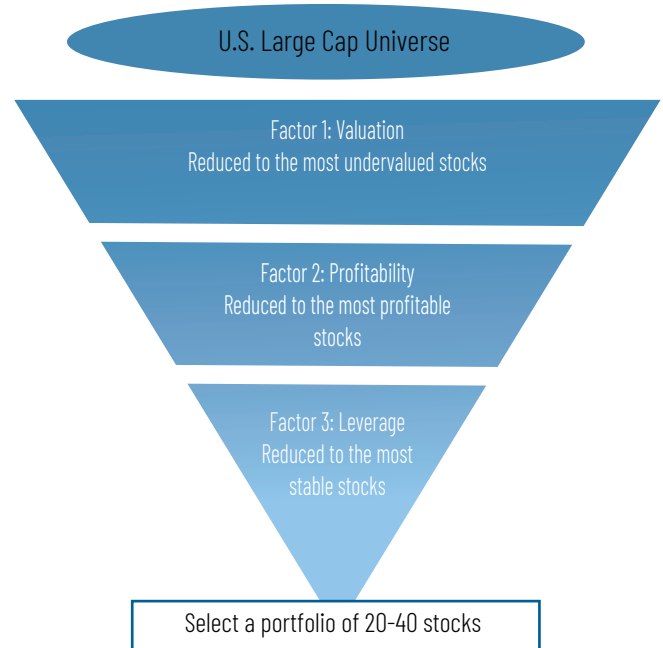 U.S. Large Cap Universe
Factor 1: Valuation
Reduced to the most undervalued stocks
Factor 2: Profitability
Reduced to the most profitable
stocks
Factor 3: Leverage
Reduced to the most
stable stocks
Select a portfolio of 20-40 stocks